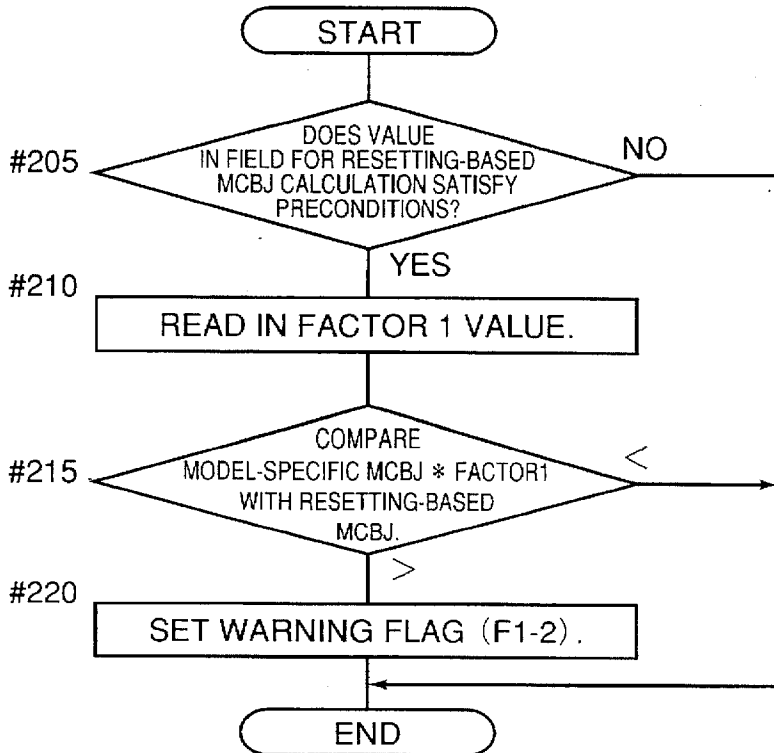 START
#205
DOES VALUE
IN FIELD FOR RESETTING-BASED
MCBJ CALCULATION SATISFY
PRECONDITIONS?
NO
YES
#210
READ IN FACTOR 1 VALUE.
#215
COMPARE
MODEL-SPECIFIC MCBJ * FACTOR1
WITH RESETTING-BASED
MCBJ.
<
>
#220
SET WARNING FLAG (F1-2).
END